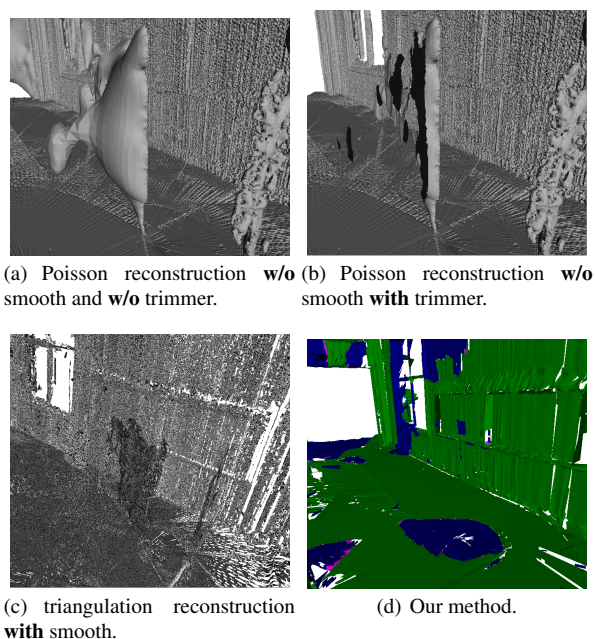 (a) Poisson reconstruction w/o
smooth and w/o trimmer.
(b) Poisson reconstruction w/o
smooth with trimmer.
(c) triangulation reconstruction
with smooth.
(d) Our method.